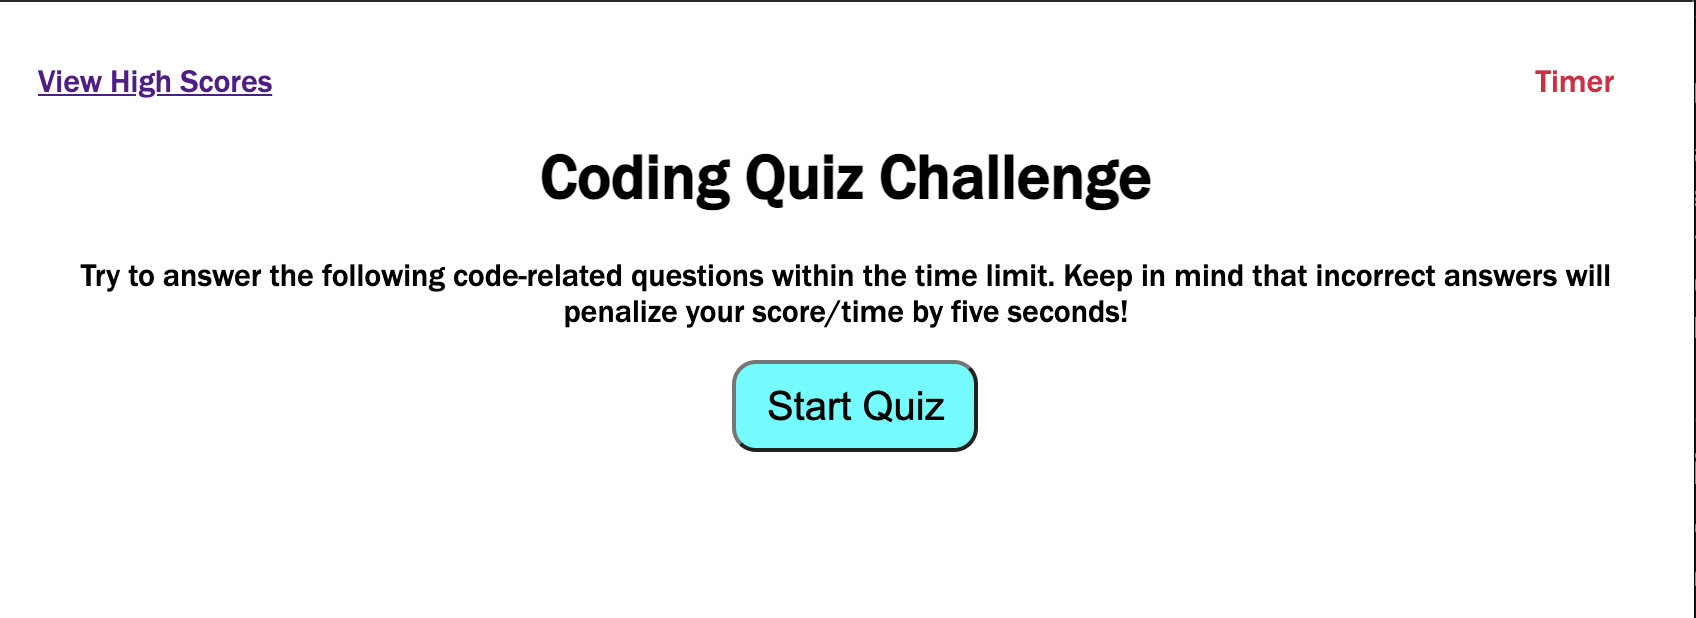 View High Scores
Timer
Coding Quiz Challenge
Try to answer the following code-related questions within the time limit. Keep in mind that incorrect answers will
penalize your score/time by five seconds!
Start Quiz